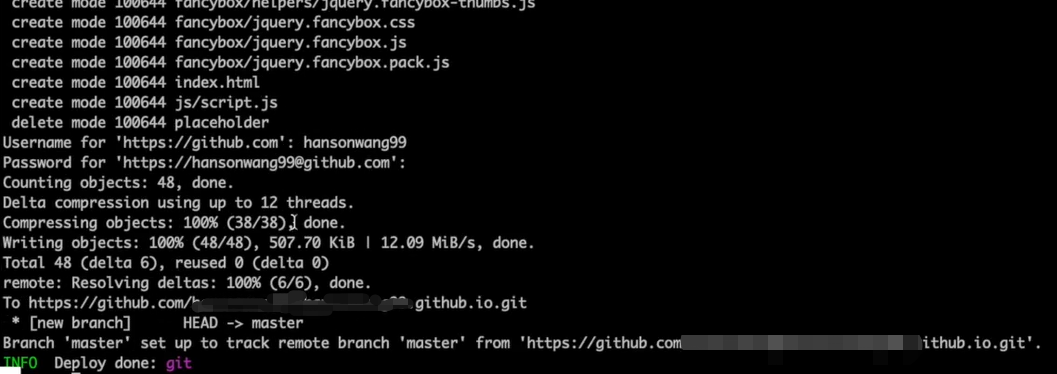 create mode 100644 fancybox/helpers/jquery.fancybox-thumbs.js
create mode 100644 fancybox/jquery.fancybox.css
create mode 100644 fancybox/jquery.fancybox.js
create mode 100644 fancybox/jquery.fancybox.pack.js
create mode 100644 index.html
create mode 100644 js/script.js
delete mode 100644 placeholder
Username for 'https://github.com': hansonwang99
Password for 'https://hansonwang99@github.com':
Counting objects: 48, done.
Delta compression using up to 12 threads.
Compressing objects: 100% (38/38), done.
Writing objects: 100% (48/48), 507.70 KiB | 12.09 MiB/s, done.
Total 48 (delta 6), reused 0 (delta 0)
remote: Resolving deltas: 100% (6/6), done.
To https://github.com/ .github.io.git
* [new branch]      HEAD -> master
Branch 'master' set up to track remote branch 'master' from 'https://github.com ithub.io.git'.
INFO  Deploy done: git